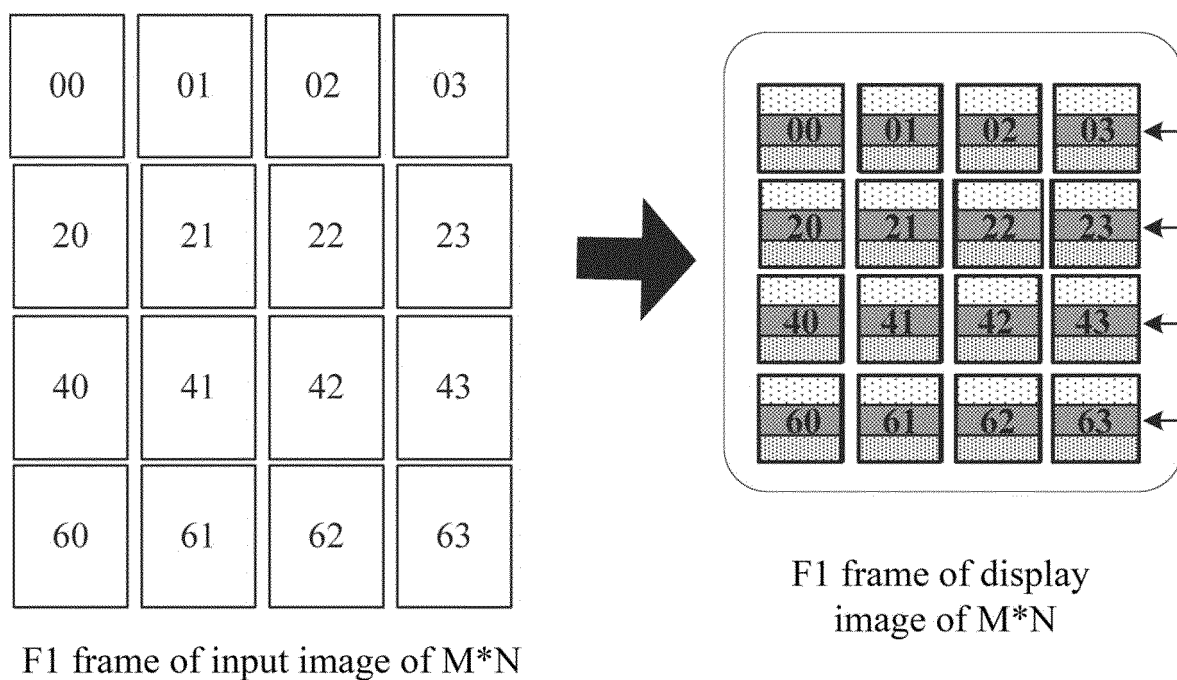 00 01 02 03
20 21 22 23
40 41 42 43
60 61 62 63
F1 frame of input image of M*N
00 01 02 03
20 21 22 23
40 41 42 43
60 61 62 63
F1 frame of display
image of M*N